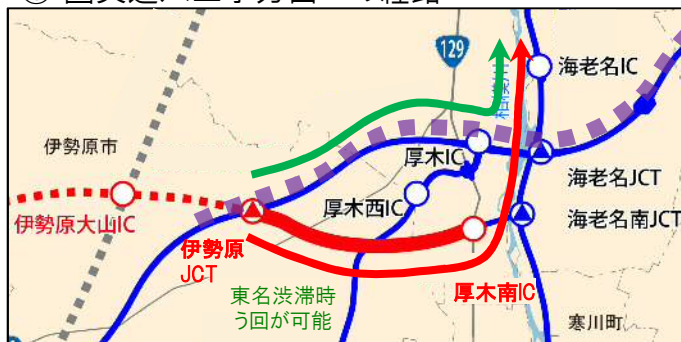 129
海老名IC
伊勢原市
厚木IC
海老名JCT
厚木西IC
海老名南JCT
伊勢原大山IC
伊勢原
JCT
厚木南IC
東名渋滞時
う回が可能
寒川町